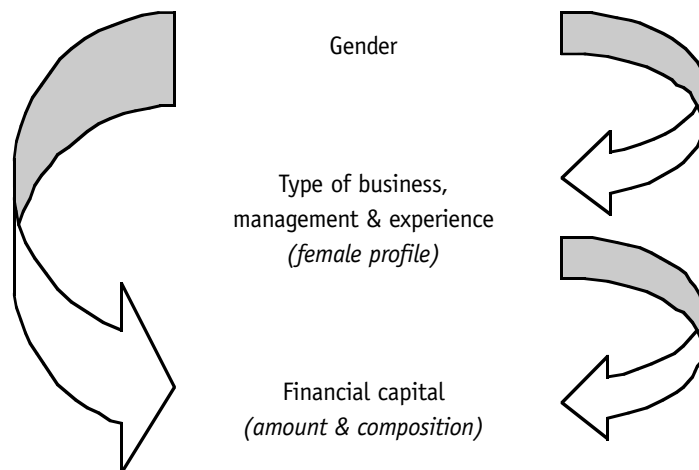 Gender
Type of business,
management & experience
(female profile)
Financial capital
(amount & composition)